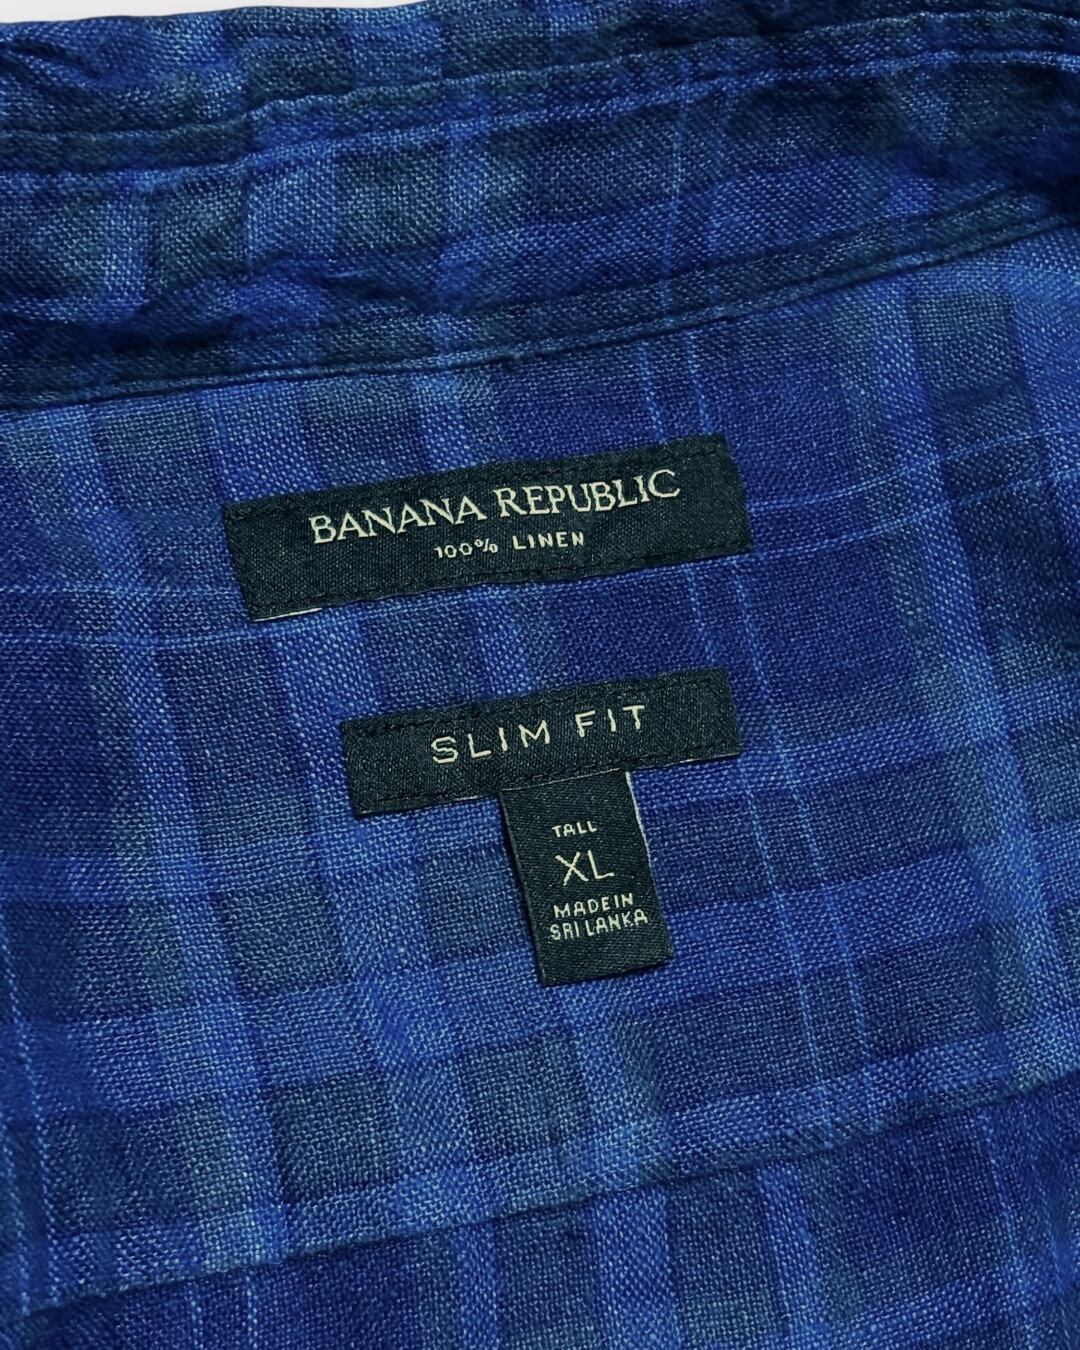 BANANA REPUBLIC
100% LINEN
SLIM FIT
TALL
XL
MADE IN
SRI LANKA